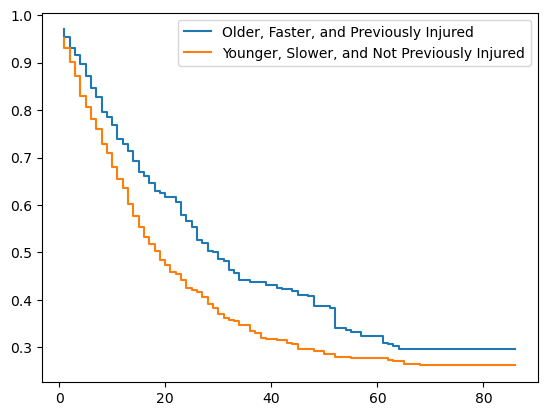 1.0
0.9
0.8
0.7
0.6
0.5
0.4
0.3
Older, Faster, and Previously Injured
Younger, Slower, and Not Previously Injured
0 20 40 60 80